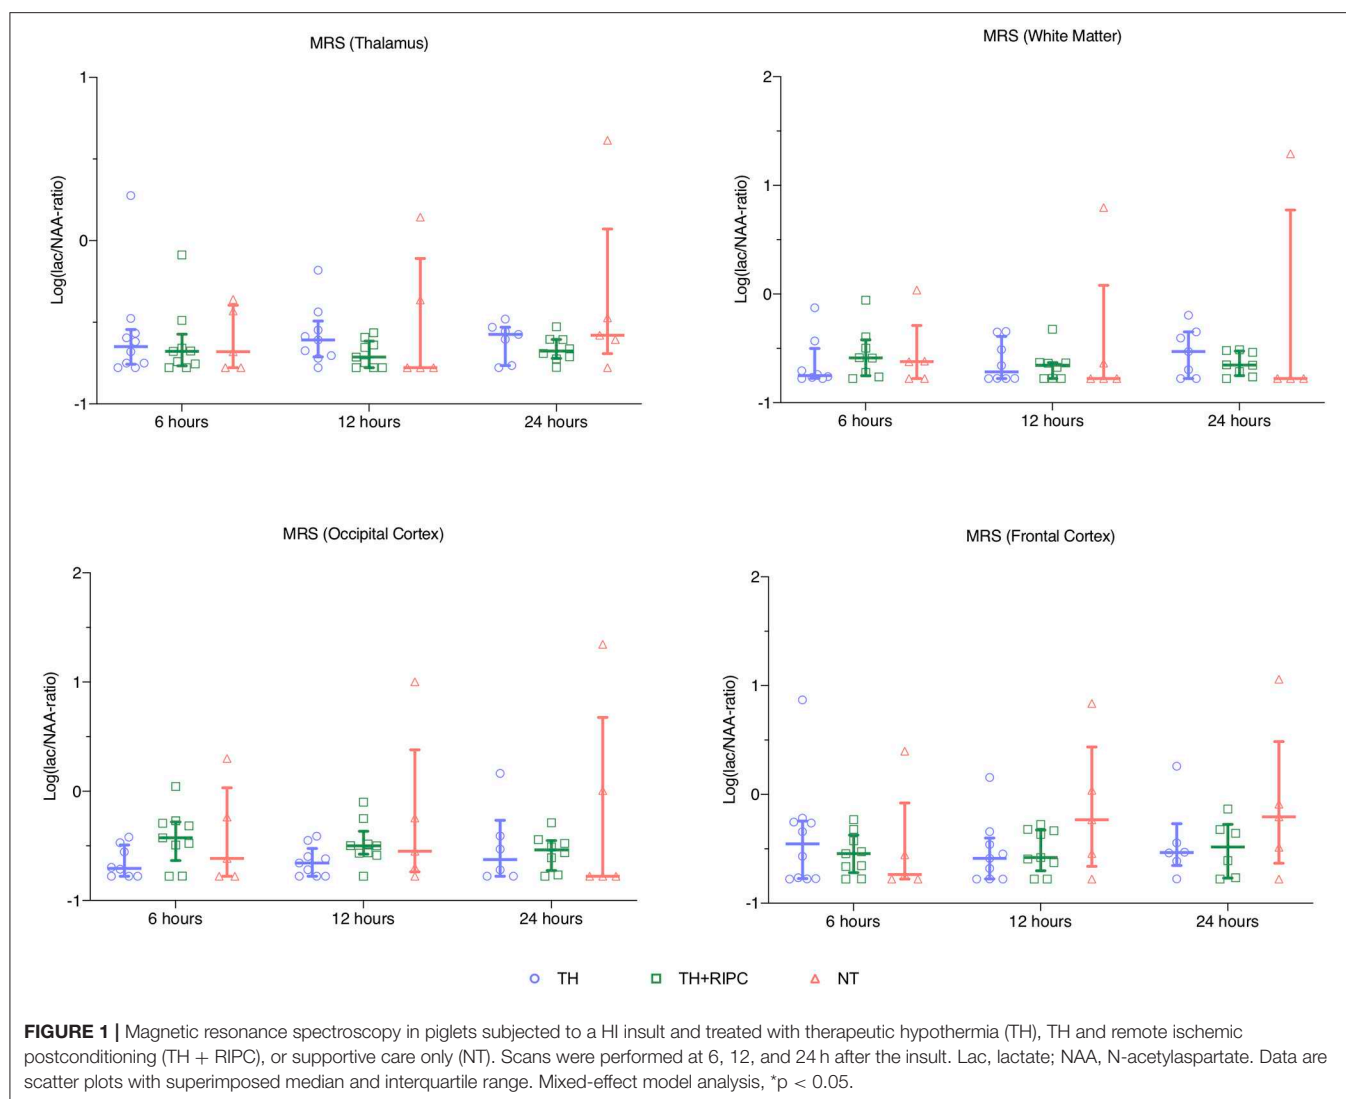 MRS (Thalamus)
Log(lac/NAA-ratio)
1
0
-1
6 hours
12 hours
24 hours
MRS (White Matter)
Log(lac/NAA-ratio)
2
1
0
-1
6 hours
12 hours
24 hours
MRS (Occipital Cortex)
Log(lac/NAA-ratio)
2
1
0
-1
6 hours
12 hours
24 hours
MRS (Frontal Cortex)
Log(lac/NAA-ratio)
2
1
0
-1
6 hours
12 hours
24 hours
TH TH+RIPC NT
FIGURE 1 | Magnetic resonance spectroscopy in piglets subjected to a HI insult and treated with therapeutic hypothermia (TH), TH and remote ischemic
postconditioning (TH + RIPC), or supportive care only (NT). Scans were performed at 6, 12, and 24 h after the insult. Lac, lactate; NAA, N-acetylaspartate. Data are
scatter plots with superimposed median and interquartile range. Mixed-effect model analysis, *p < 0.05.